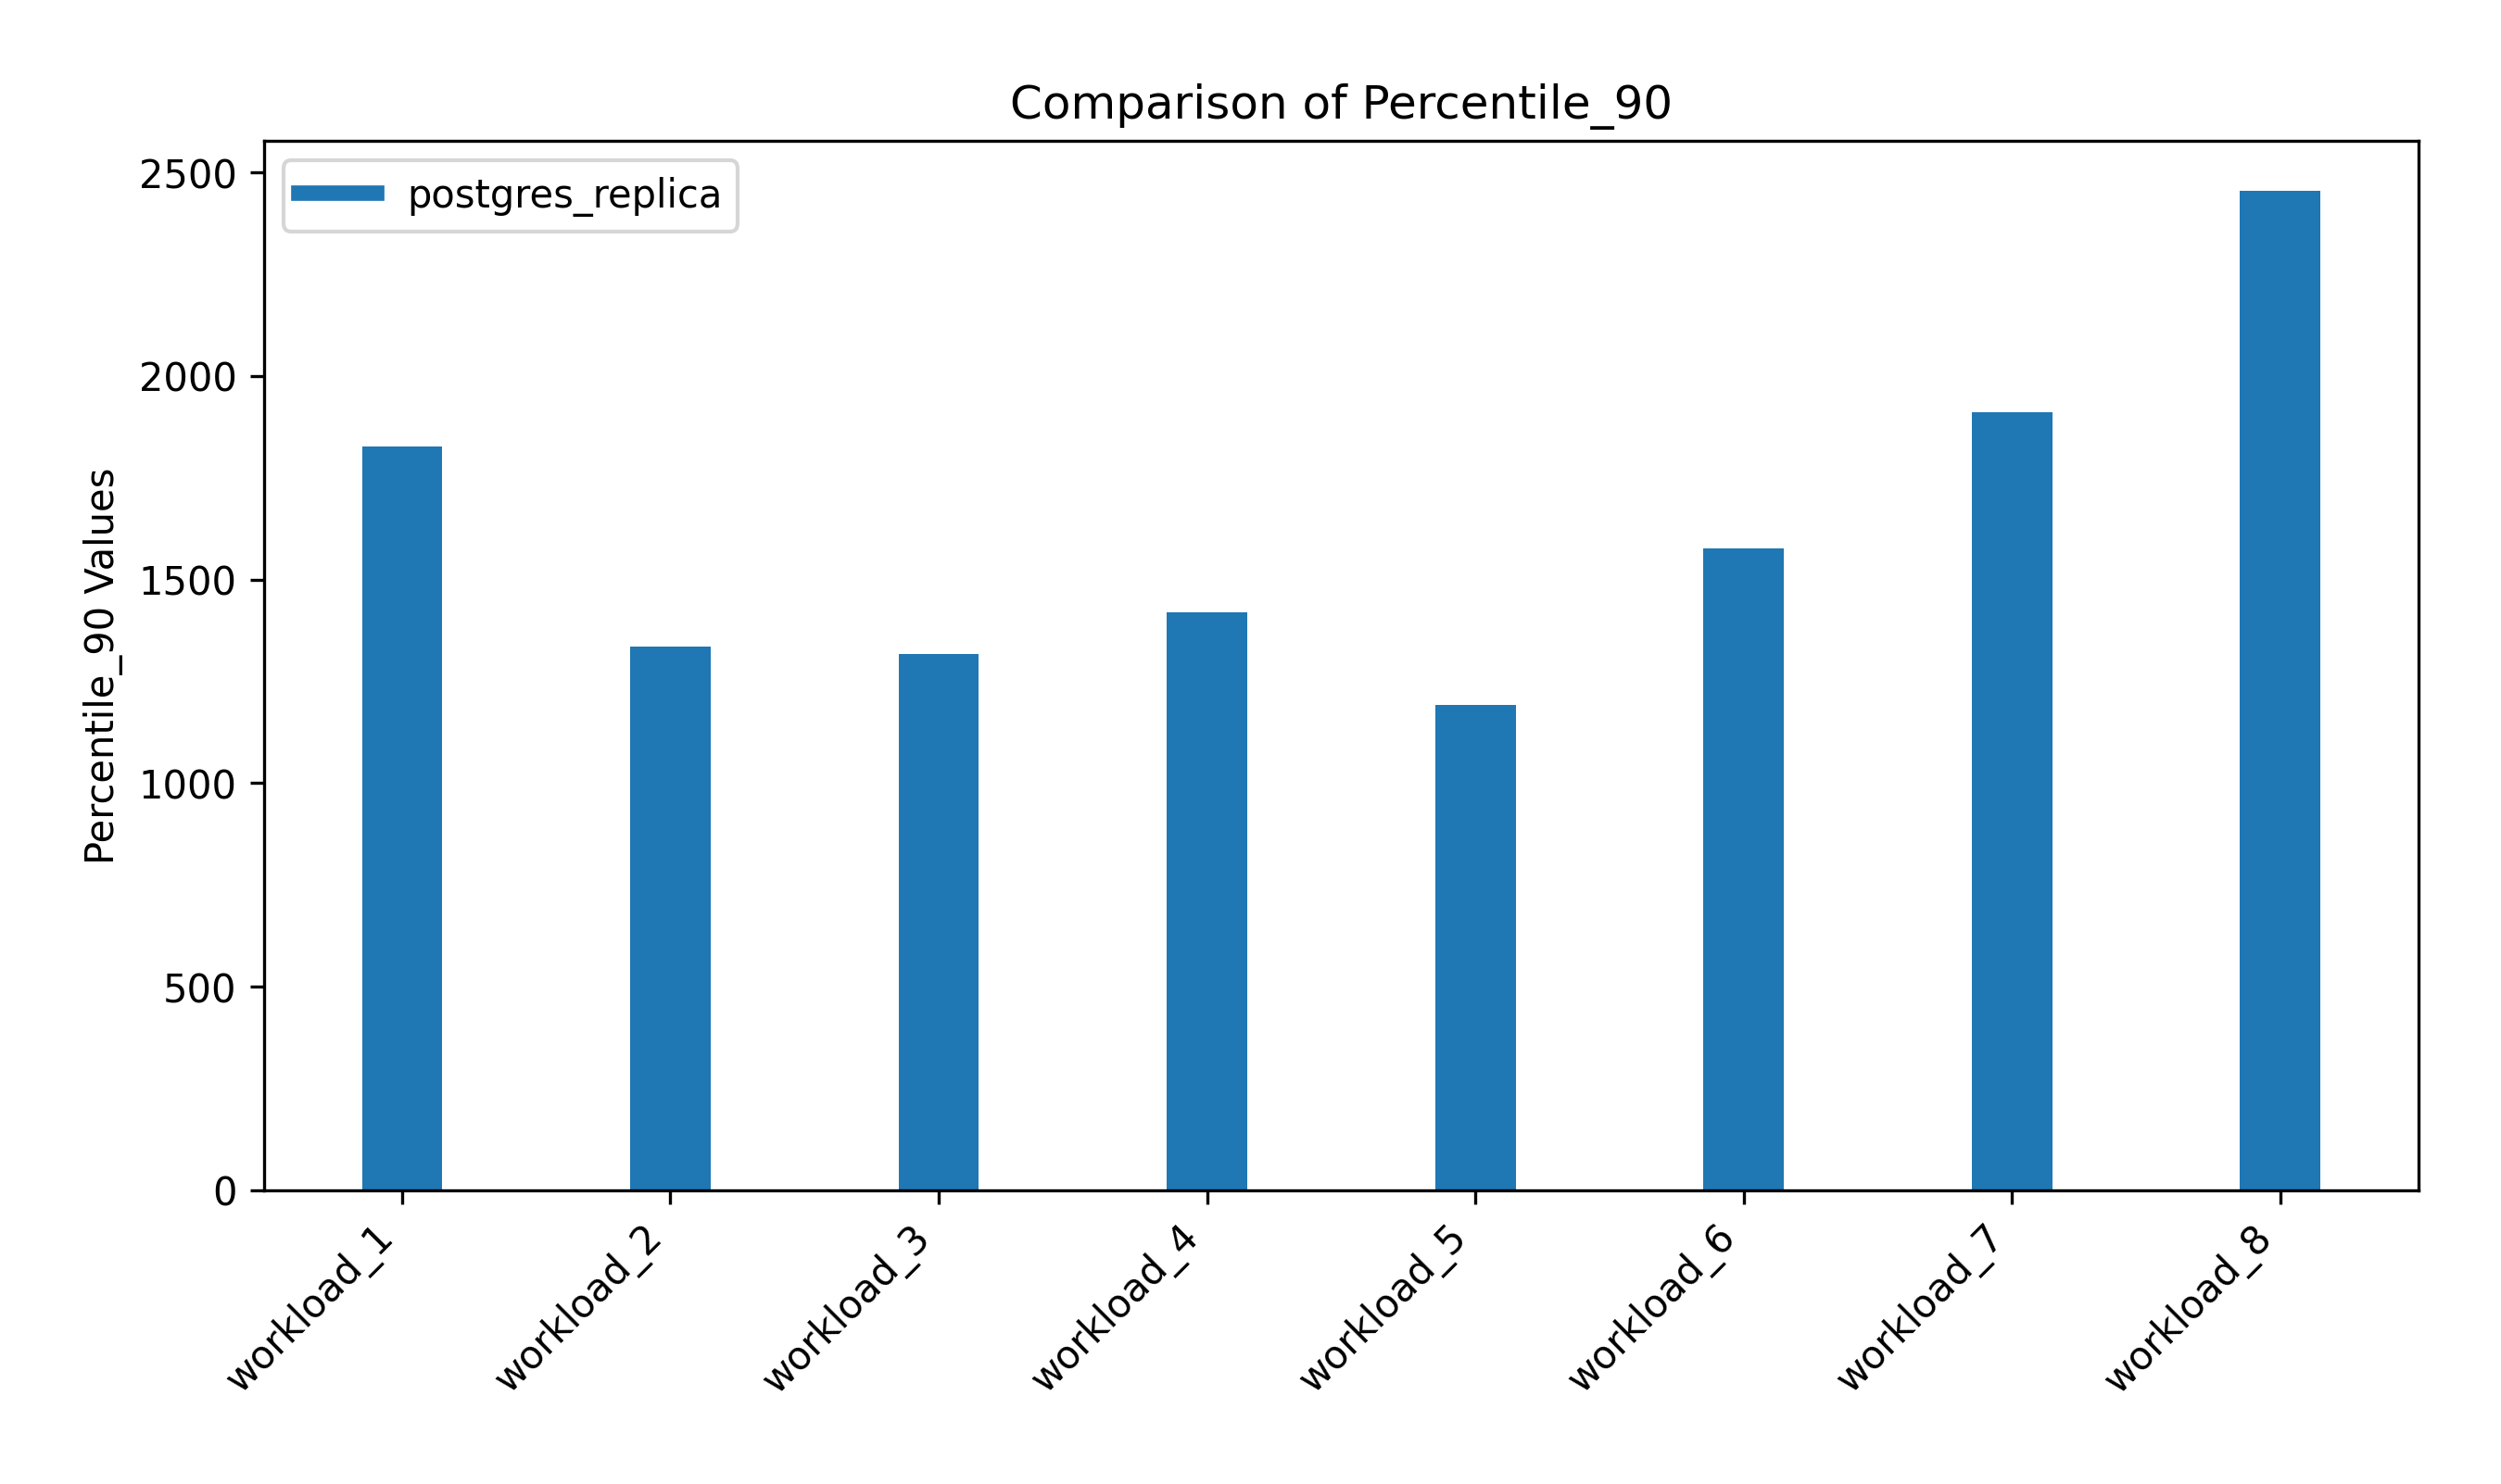 Comparison of Percentile_90
postgres_replica
Percentile_90 Values
2500
2000
1500
1000
500
0
workload_1
workload_2
workload_3
workload_4
workload_5
workload_6
workload_7
workload_8